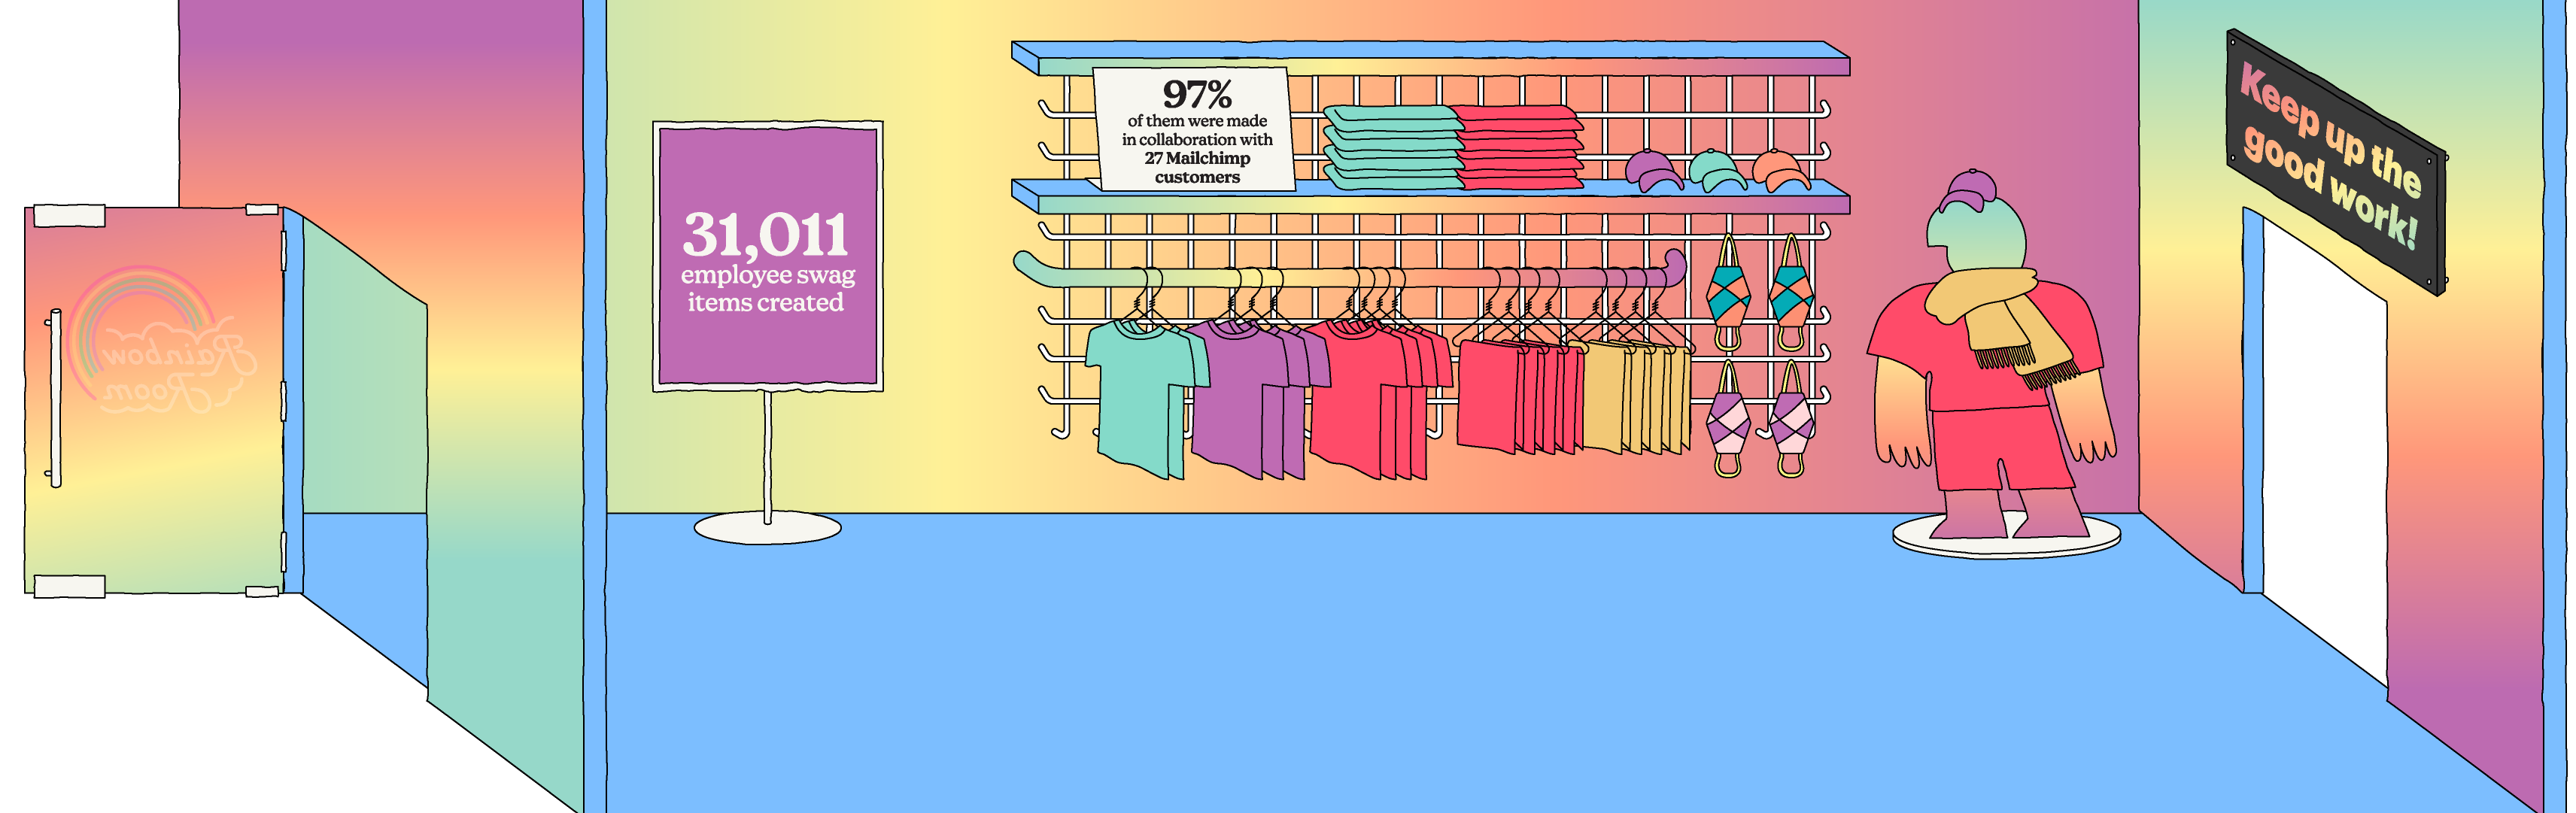 Rainbow
Room
31,011
employee swag
items created
97%
of them were made
in collaboration with
27 Mailchimp
customers
Keep up the
good work!